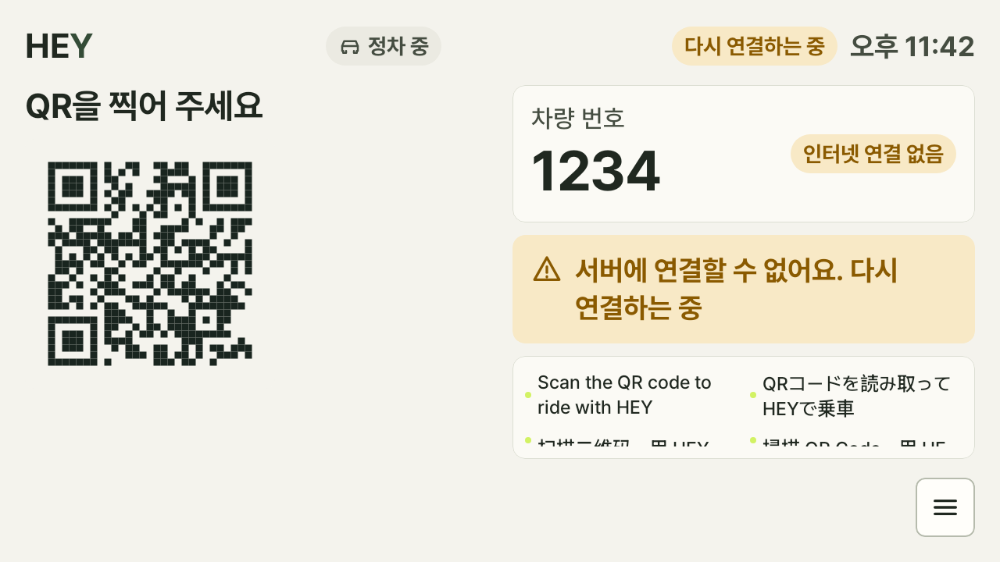 HEY
정차 중
다시 연결하는 중
오후 11:42
QR을 찍어 주세요
차량 번호
1234
인터넷 연결 없음
서버에 연결할 수 없어요. 다시
연결하는 중
Scan the QR code to
ride with HEY
QRコードを読み取って
HEYで乗車